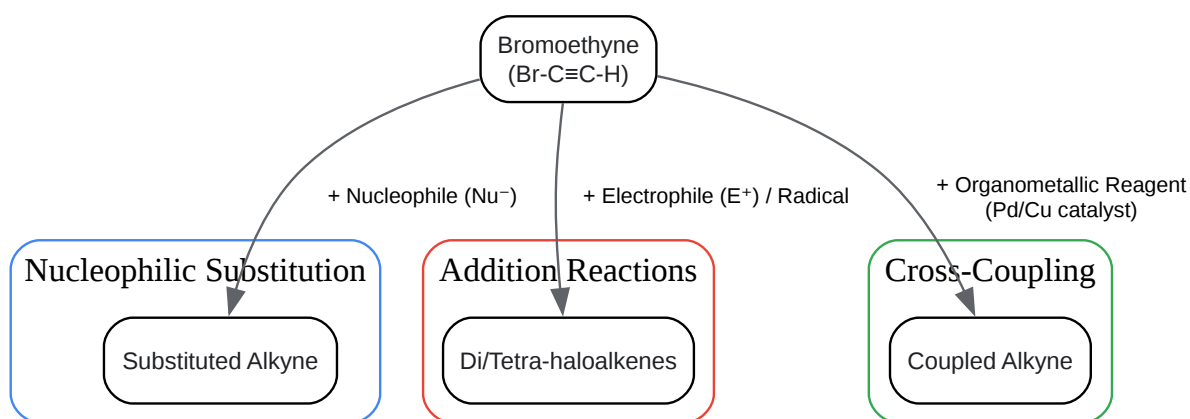 Bromoethyne
(Br-C≡C-H)
+ Nucleophile (Nu⁻)
+ Electrophile (E⁺) / Radical
+ Organometallic Reagent
(Pd/Cu catalyst)
Nucleophilic Substitution
Addition Reactions
Cross-Coupling
Substituted Alkyne
Di/Tetra-haloalkenes
Coupled Alkyne